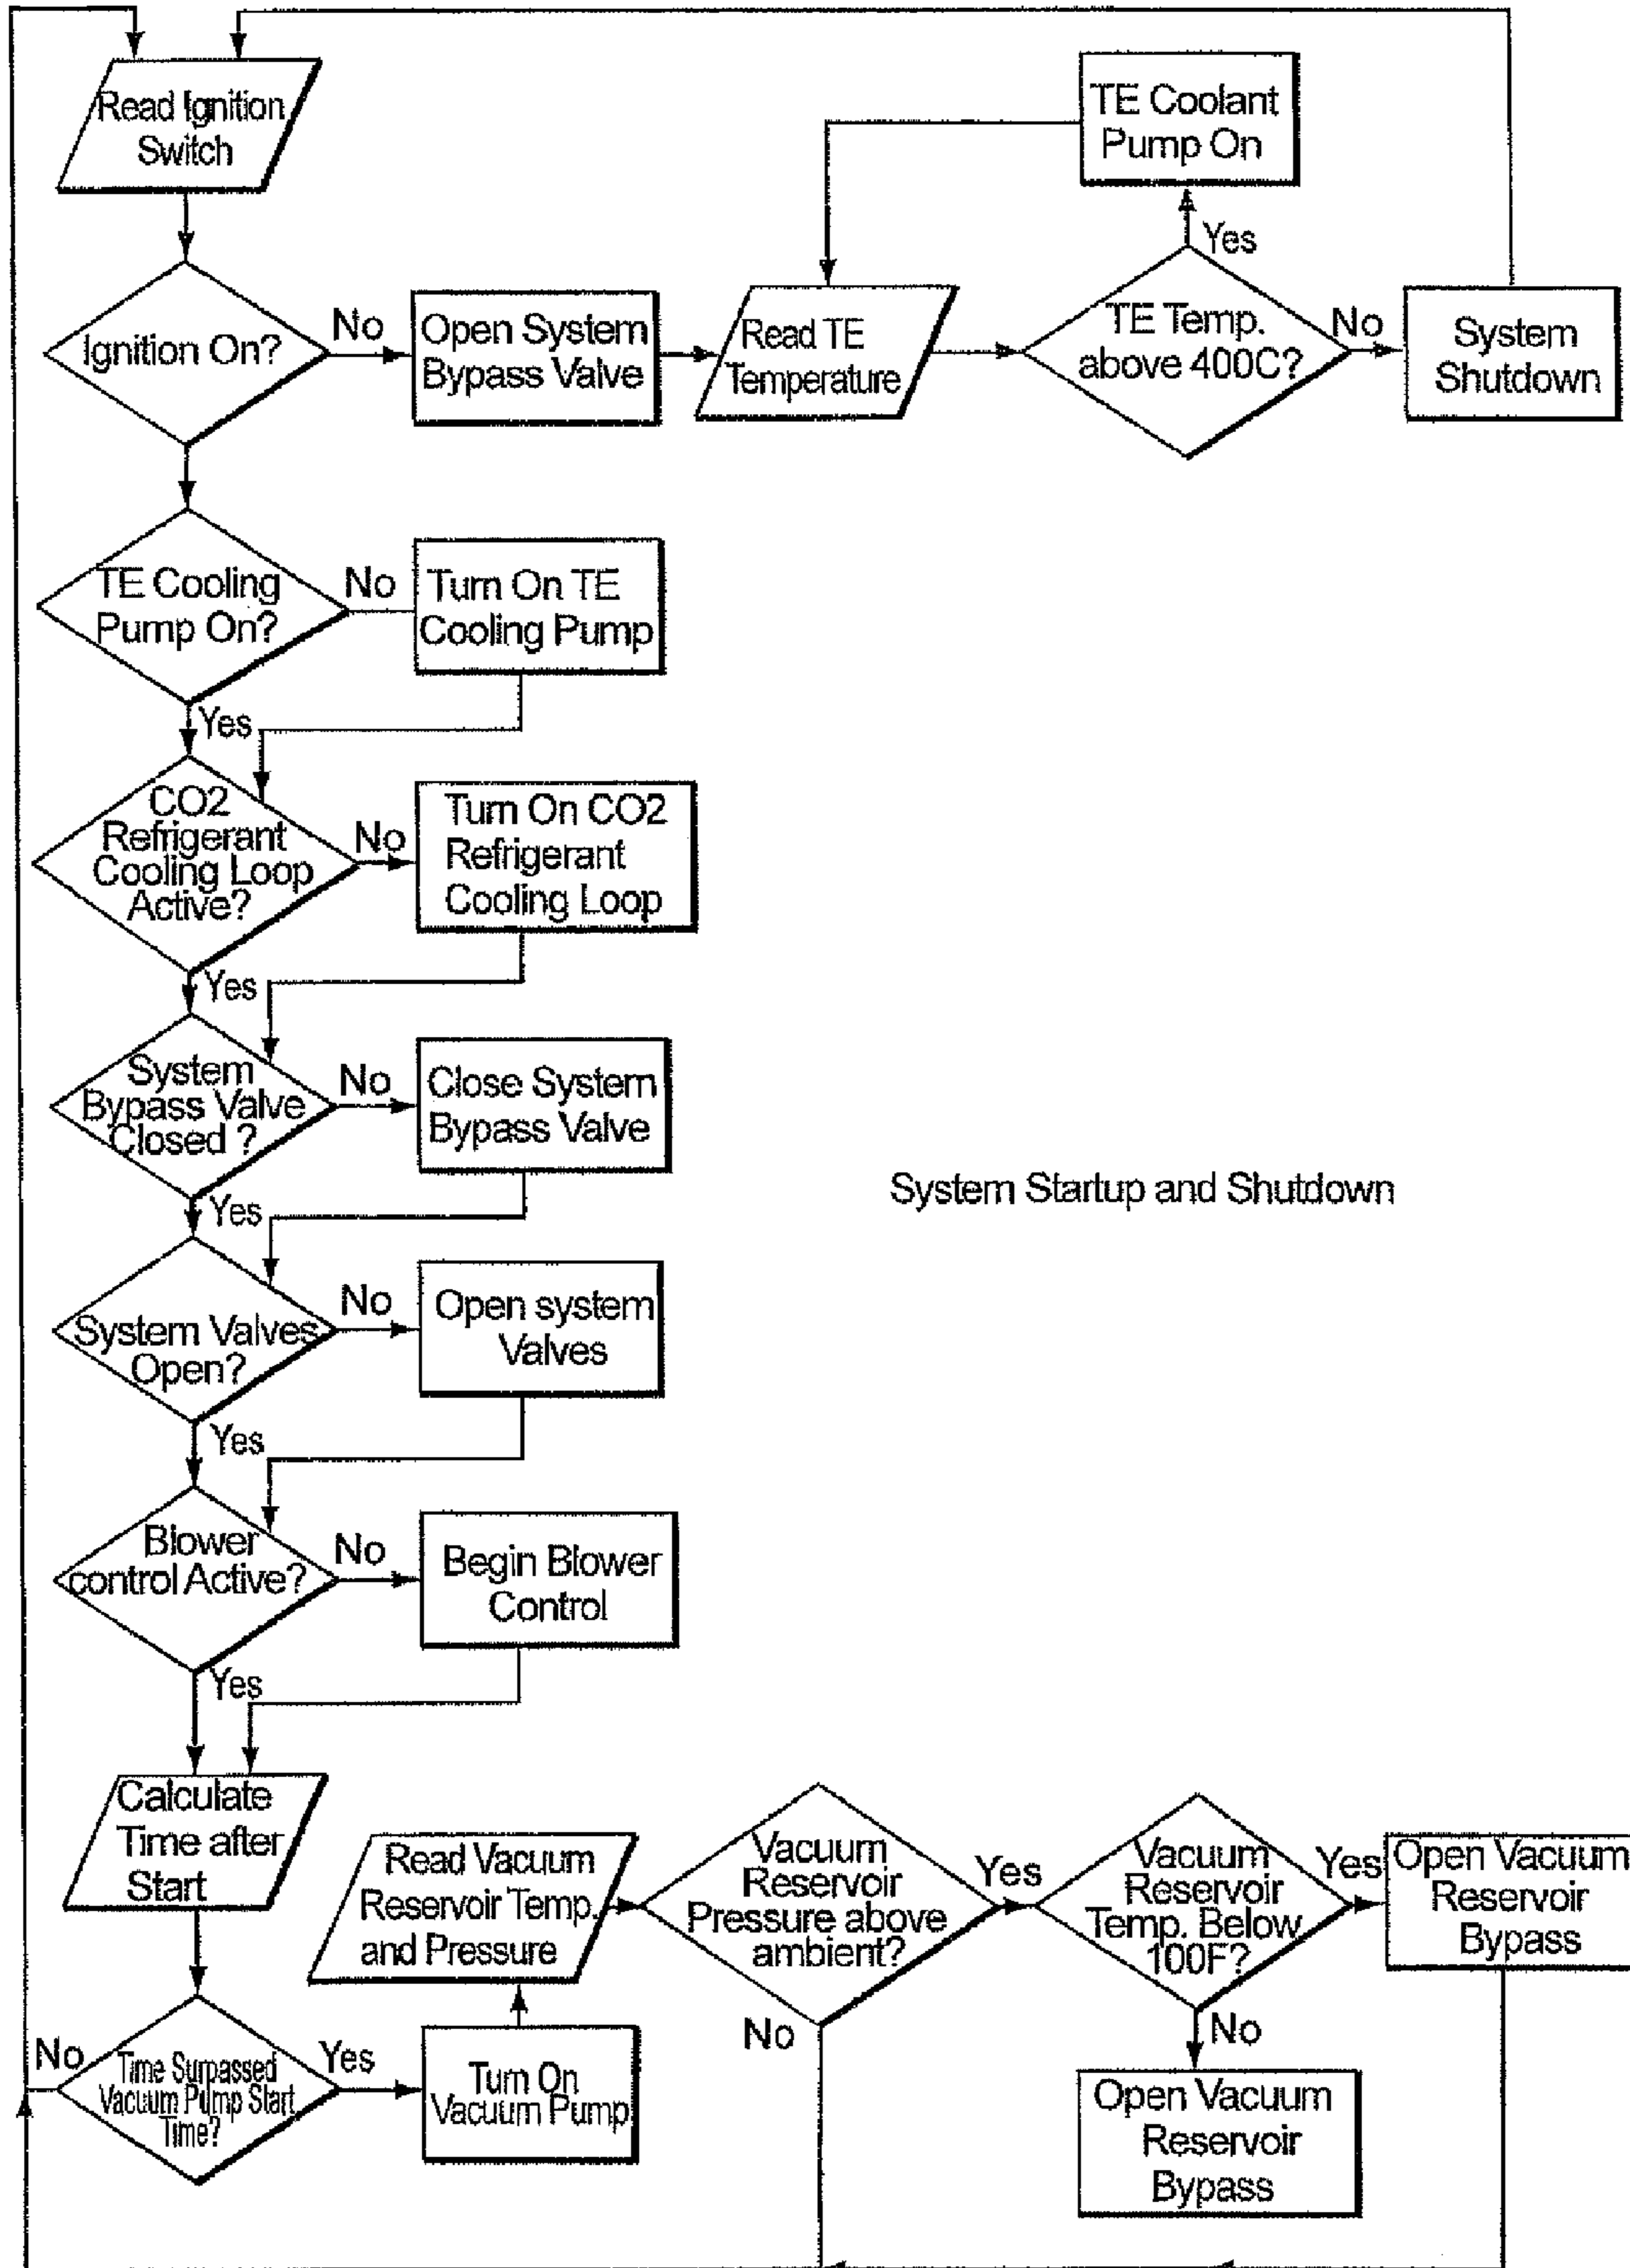 Read Ignition
Switch
TE Coolant
Pump On
Yes
Ignition On?
No
Open System
Bypass Valve
Read TE
Temperature
TE Temp.
above 400C?
No
System
Shutdown
TE Cooling
Pump On?
No
Turn On TE
Cooling Pump
Yes
CO2
Refrigerant
Cooling Loop
Active?
No
Turn On CO2
Refrigerant
Cooling Loop
Yes
System
Bypass Valve
Closed ?
No
Close System
Bypass Valve
System Startup and Shutdown
Yes
System Valves
Open?
No
Open system
Valves
Yes
Blower
control Active?
No
Begin Blower
Control
Yes
Calculate
Time after
Start
Read Vacuum
Reservoir Temp.
and Pressure
Vacuum
Reservoir
Pressure above
ambient?
Yes
Vacuum
Reservoir
Temp. Below
100F?
Yes
Open Vacuum
Reservoir
Bypass
No
No
No
Time Surpassed
Vacuum Pump Start
Time?
Yes
Turn On
Vacuum Pump
Open Vacuum
Reservoir
Bypass